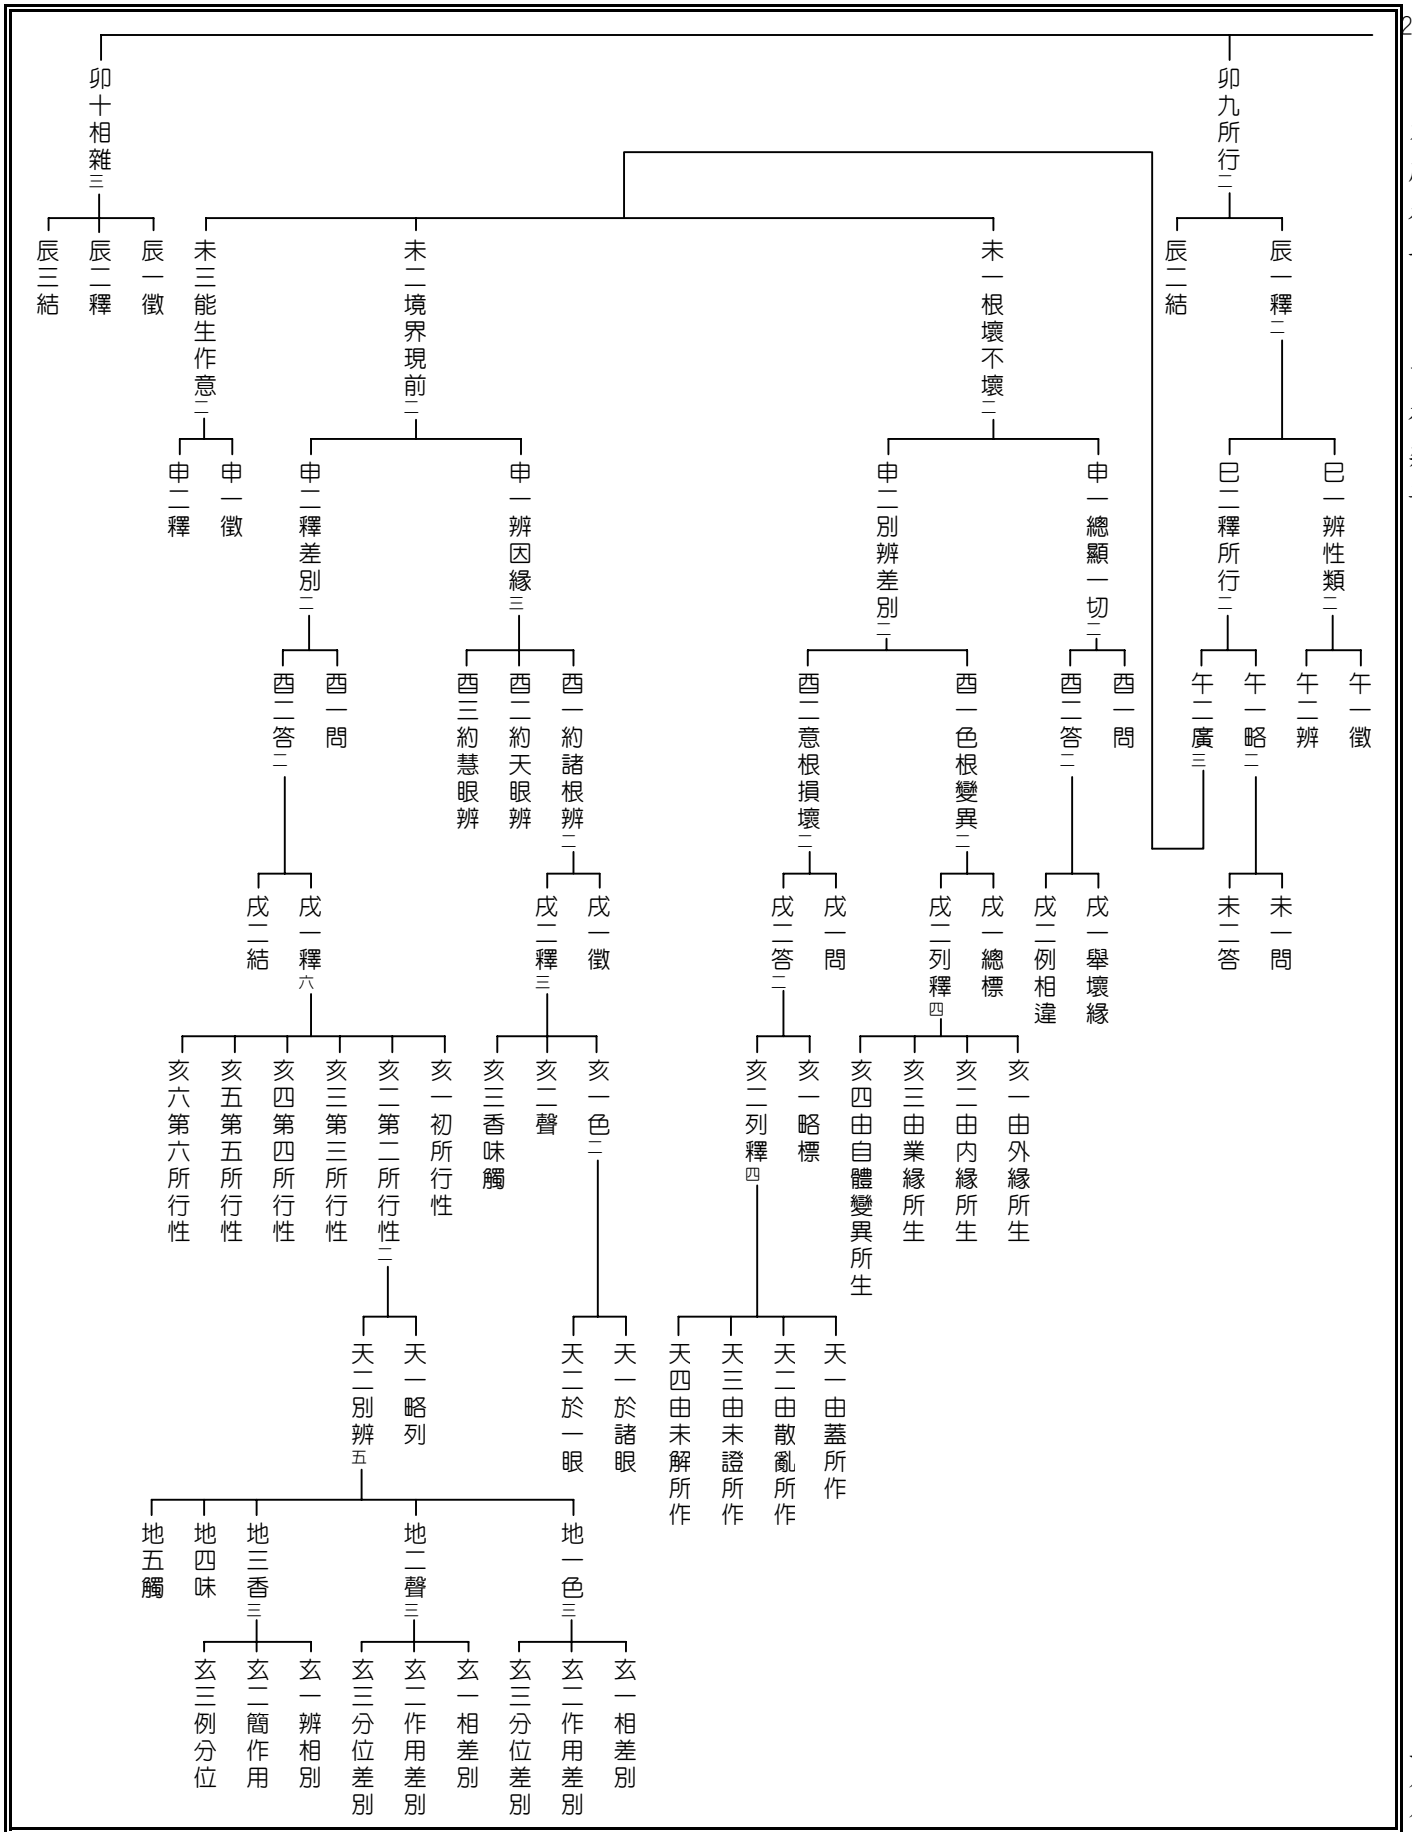 2
卯九所行二
卯十相雜三
辰一釋二
辰二結
辰一徵
辰二釋
辰三結
未一根壞不壞二
未二境界現前二
未三能生作意二
巳一辨性類二
巳二釋所行二
申一總顯一切二
申二別辨差別二
申一辨因緣三
申二釋差別二
申一徵
申二釋
午一徵
午二辨
午一略二
午二廣三
酉一問
酉二答二
酉一色根變異二
酉二意根損壞二
酉一約諸根辨二
酉二約天眼辨
酉三約慧眼辨
酉一問
酉二答二
未一問
未二答
戌一舉壞緣
戌二例相違
戌一總標
戌二列釋四
戌一問
戌二答二
戌一徵
戌二釋三
戌一釋六
戌二結
亥一由外緣所生
亥二由內緣所生
亥三由業緣所生
亥四由自體變異所生
亥一略標
亥二列釋四
亥一色二
亥二聲
亥三香味觸
亥一初所行性
亥二第二所行性二
亥三第三所行性
亥四第四所行性
亥五第五所行性
亥六第六所行性
天一由蓋所作
天二由散亂所作
天三由未證所作
天四由未解所作
天一於諸眼
天二於一眼
天一略列
天二別辨五
地一色三
地二聲三
地三香三
地四味
地五觸
玄一相差別
玄二作用差別
玄三分位差別
玄一相差別
玄二作用差別
玄三分位差別
玄一辨相別
玄二簡作用
玄三例分位